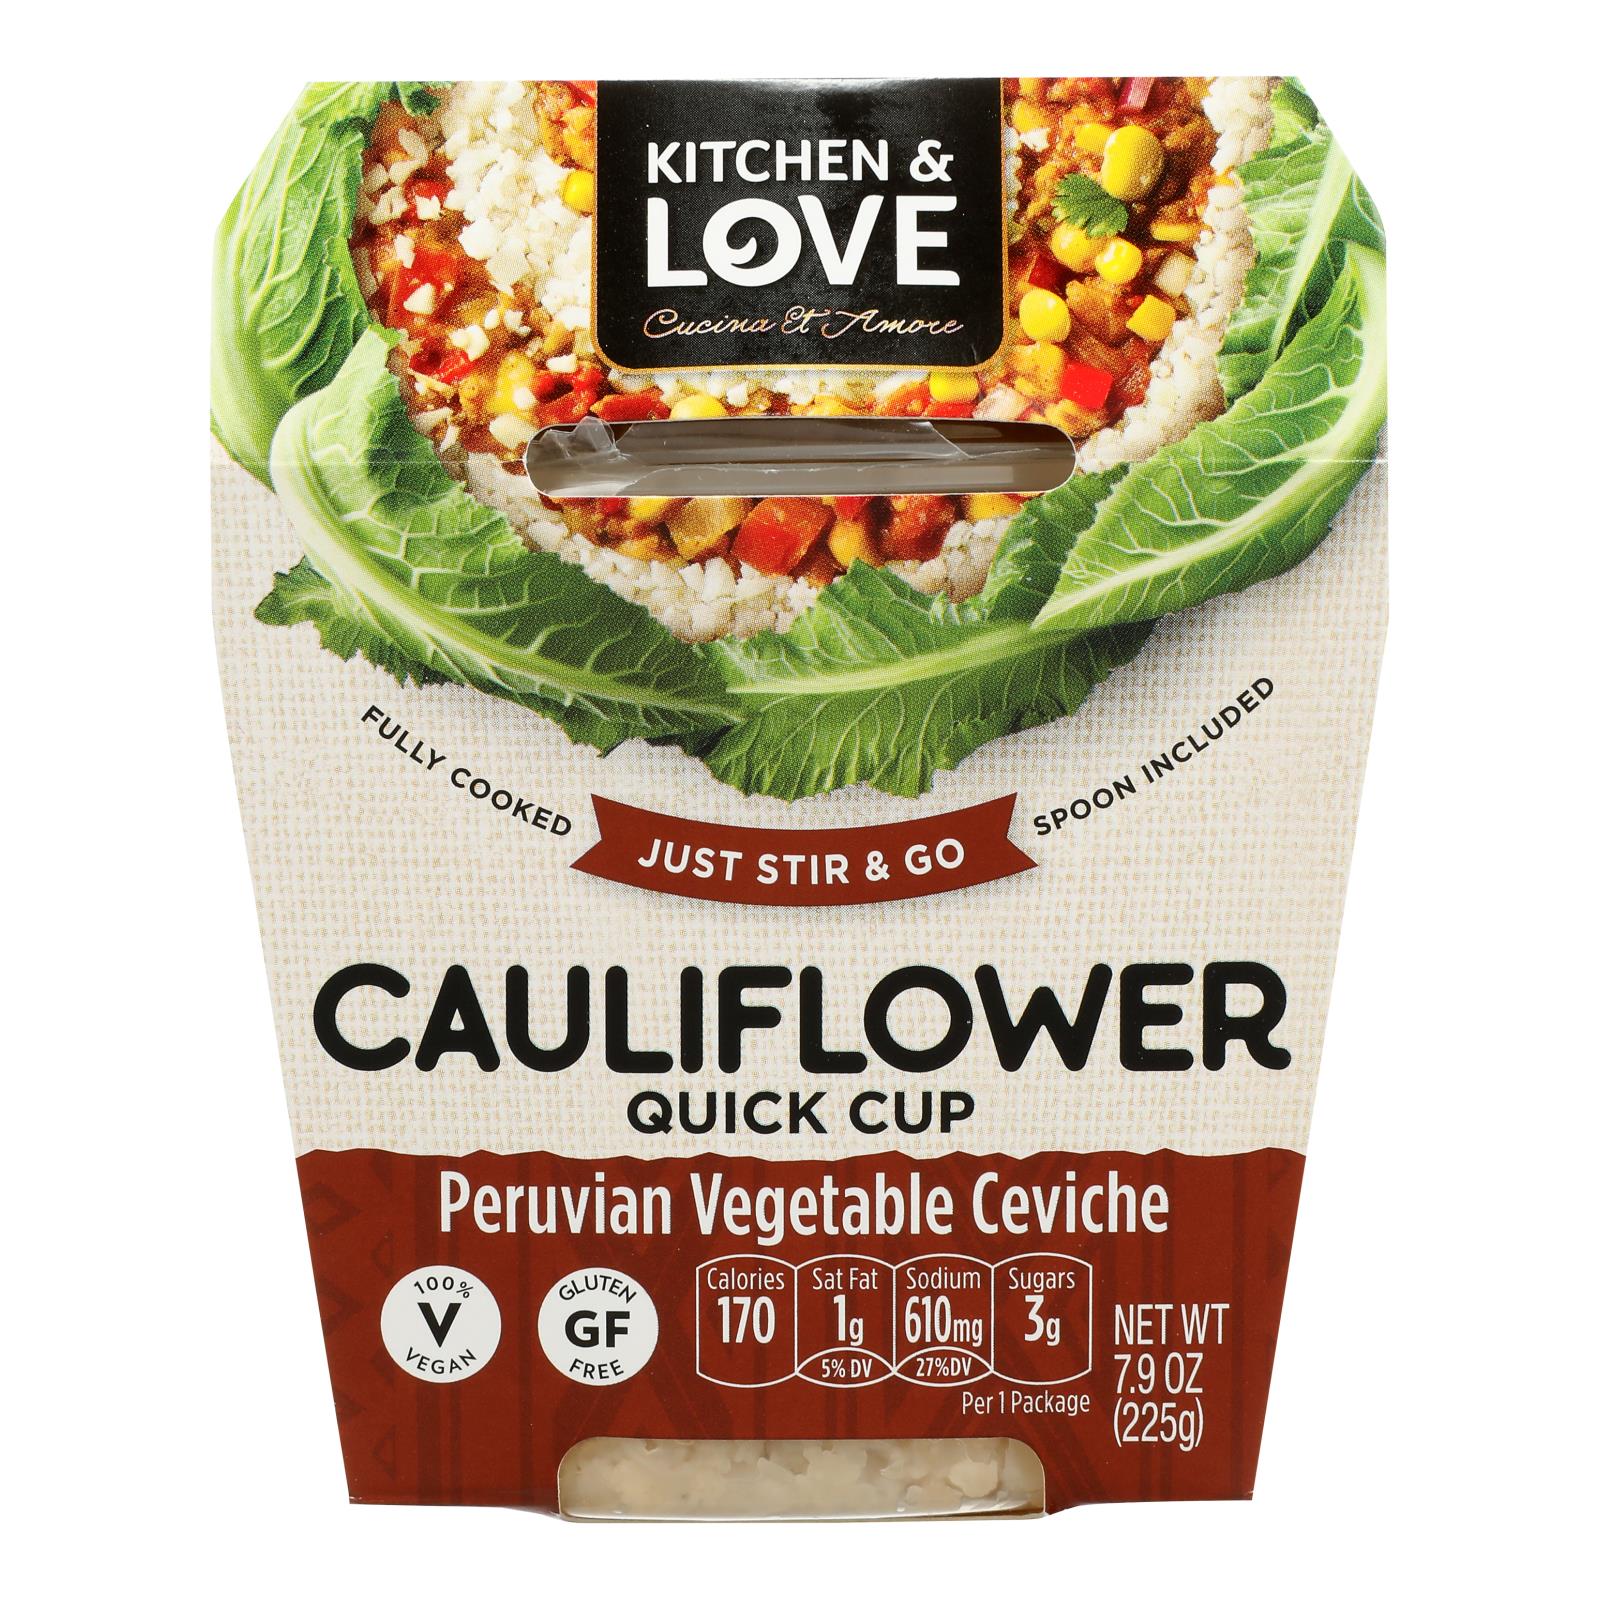 KITCHEN &
LOVE
Cucina Et Amore
FULLY COOKED
JUST STIR & GO
SPOON INCLUDED
CAULIFLOWER
QUICK CUP
Peruvian Vegetable Ceviche
100%
V
VEGAN
GLUTEN
GF
FREE
Calories
170
Sat Fat
1g
5% DV
Sodium
610mg
27%DV
Sugars
3g
Per 1 Package
NET WT
7.9 OZ
(225g)